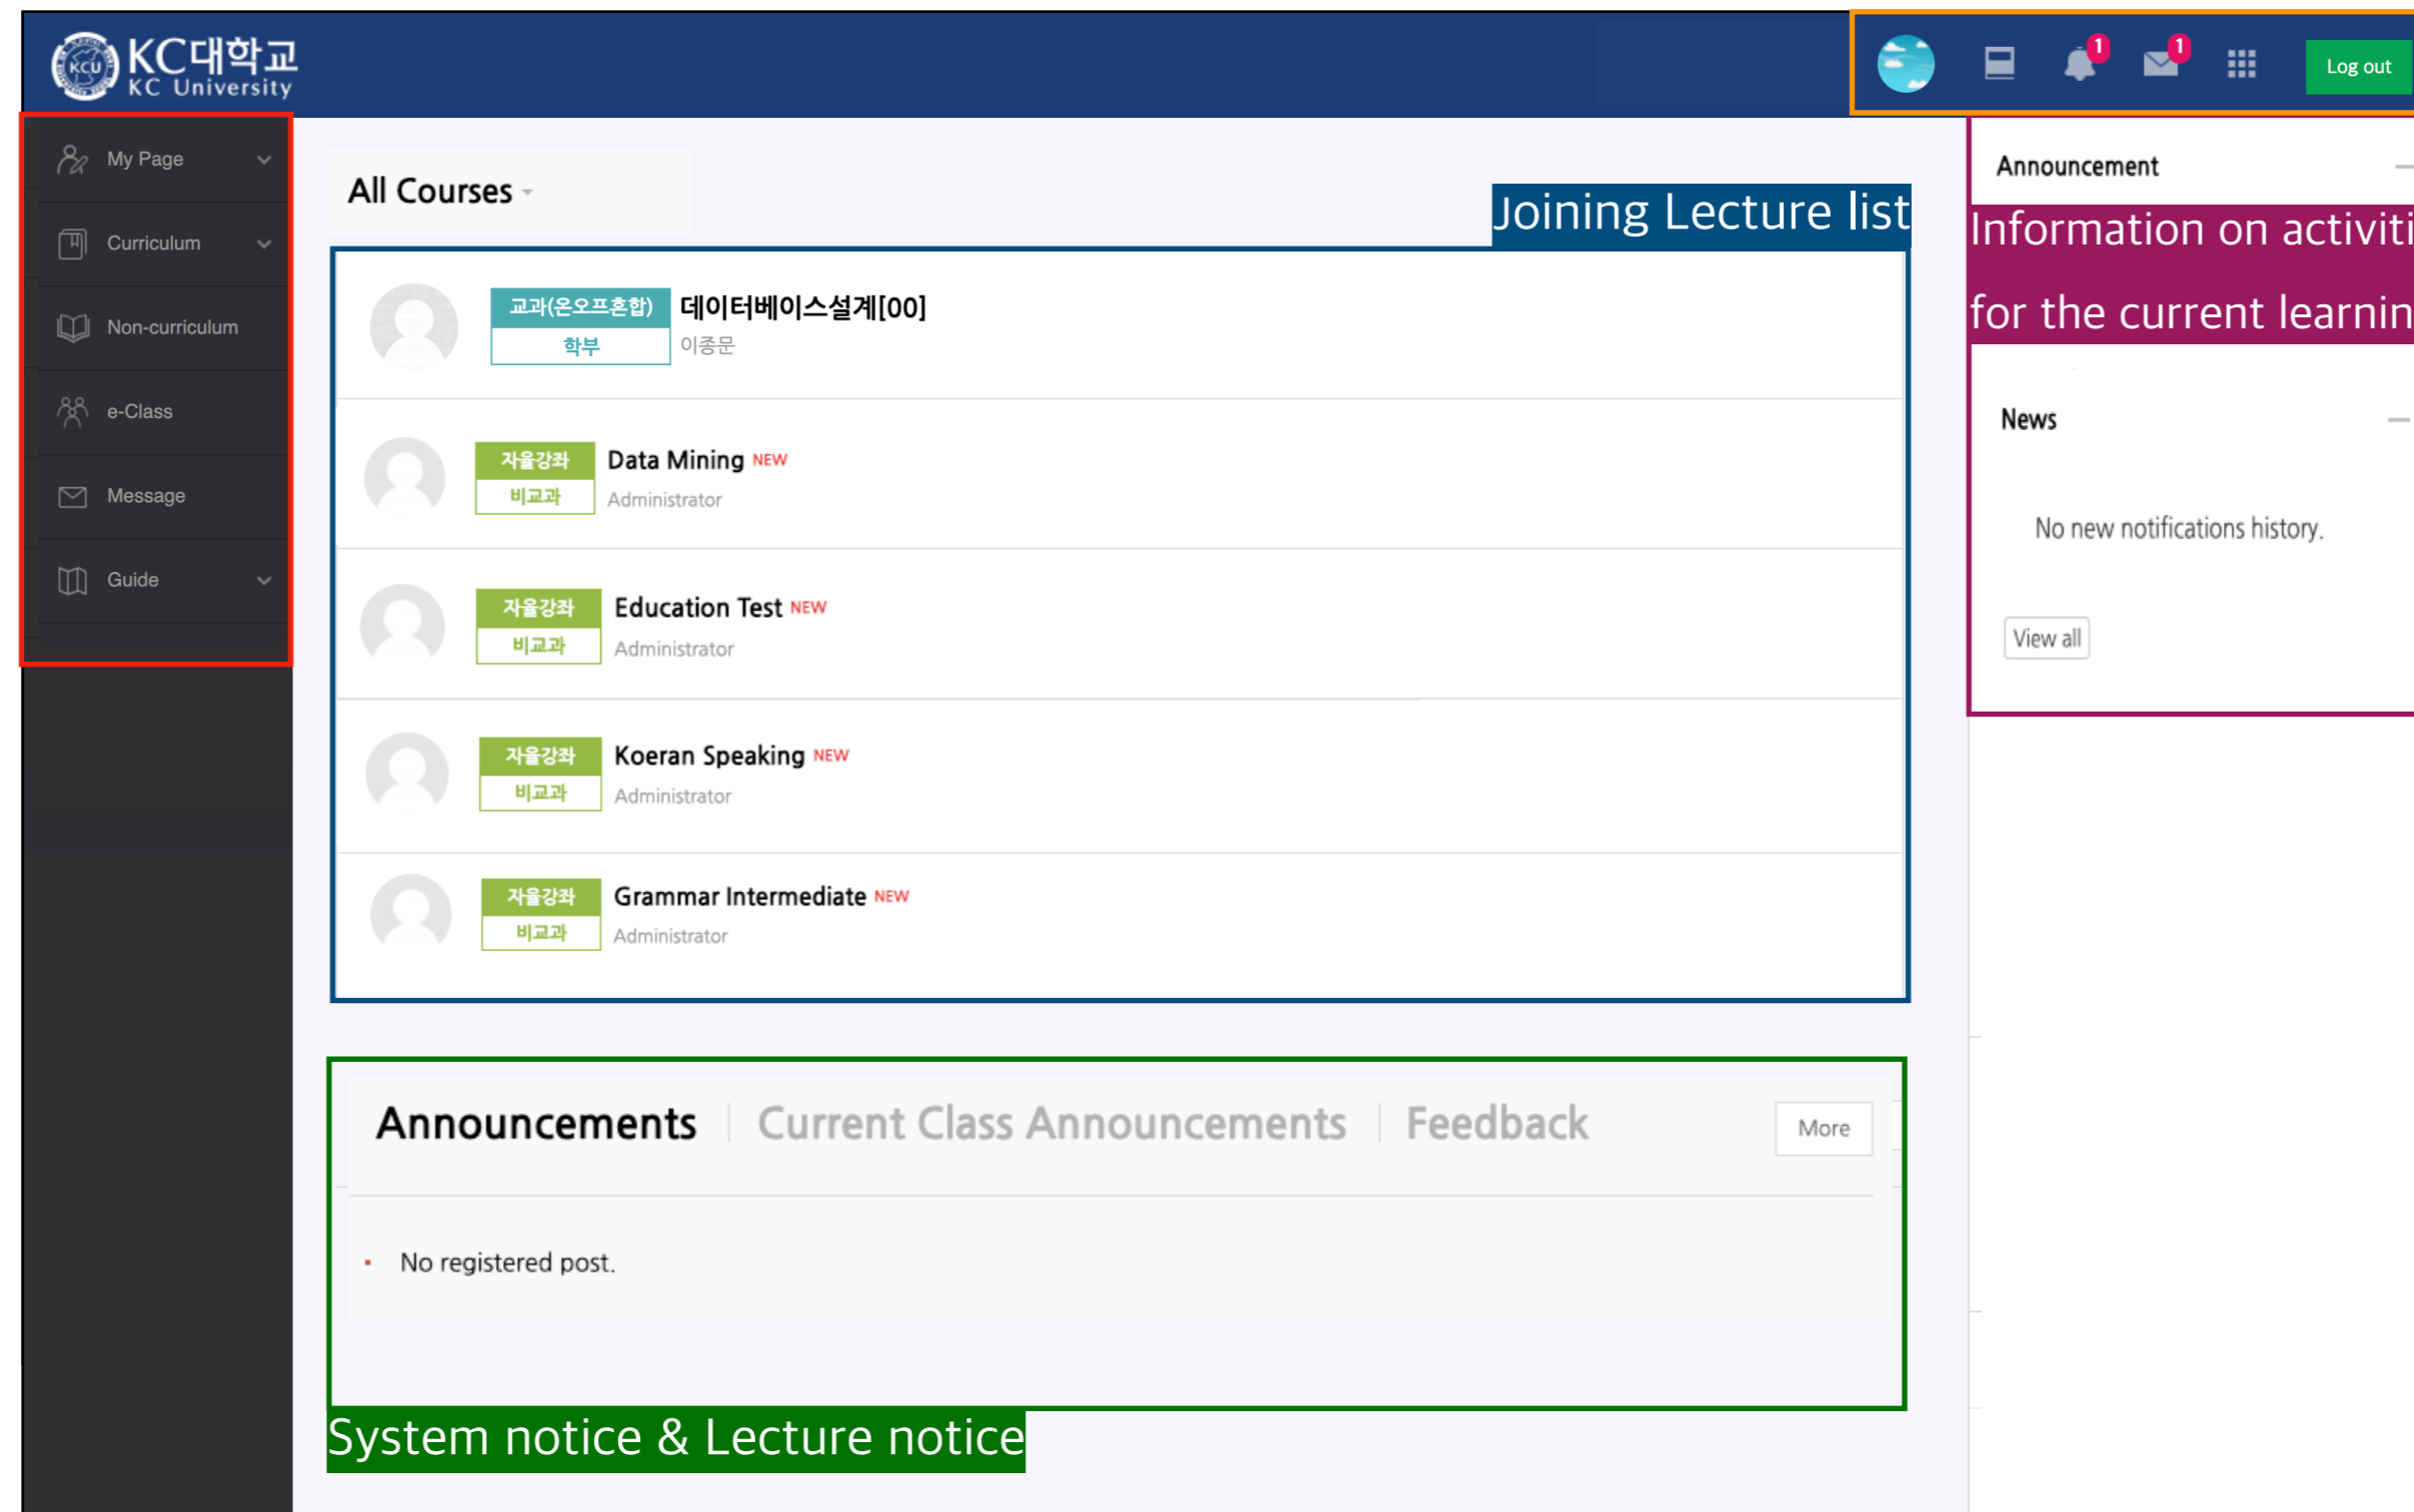 KCU
KC대학교
KC University
1
1
Log out
My Page
Curriculum
Non-curriculum
e-Class
Message
Guide
All Courses
Joining Lecture list
교과(온오프혼합)
학부
데이터베이스설계[00]
이종문
자율강좌
비교과
Data Mining NEW
Administrator
자율강좌
비교과
Education Test NEW
Administrator
자율강좌
비교과
Koeran Speaking NEW
Administrator
자율강좌
비교과
Grammar Intermediate NEW
Administrator
Announcements
Current Class Announcements
Feedback
More
No registered post.
System notice & Lecture notice
Announcement
Information on activiti
for the current learnin
News
No new notifications history.
View all